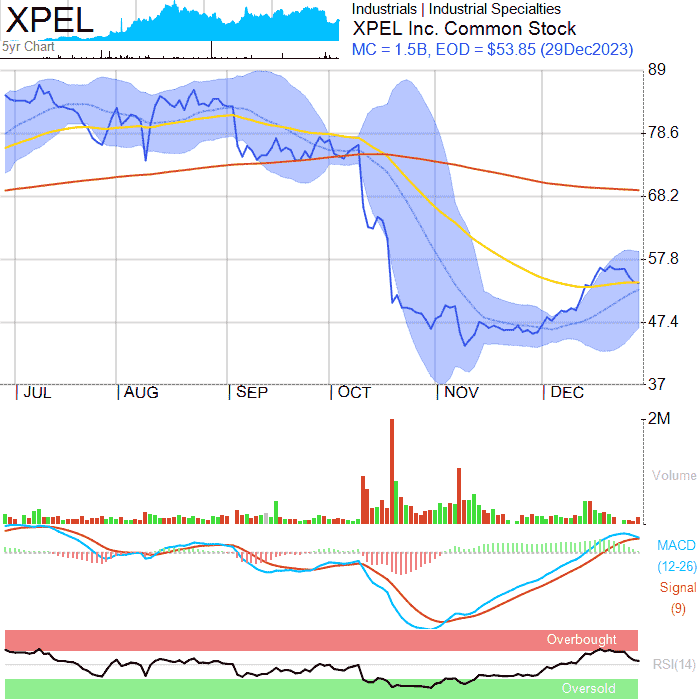 XPEL
5yr Chart
Industrials | Industrial Specialties
XPEL Inc. Common Stock
MC = 1.5B, EOD = $53.85 (29Dec2023)
89
78.6
68.2
57.8
47.4
37
JUL AUG SEP OCT NOV DEC
2M
Volume
MACD
(12-26)
Signal
(9)
Overbought
RSI(14)
Oversold